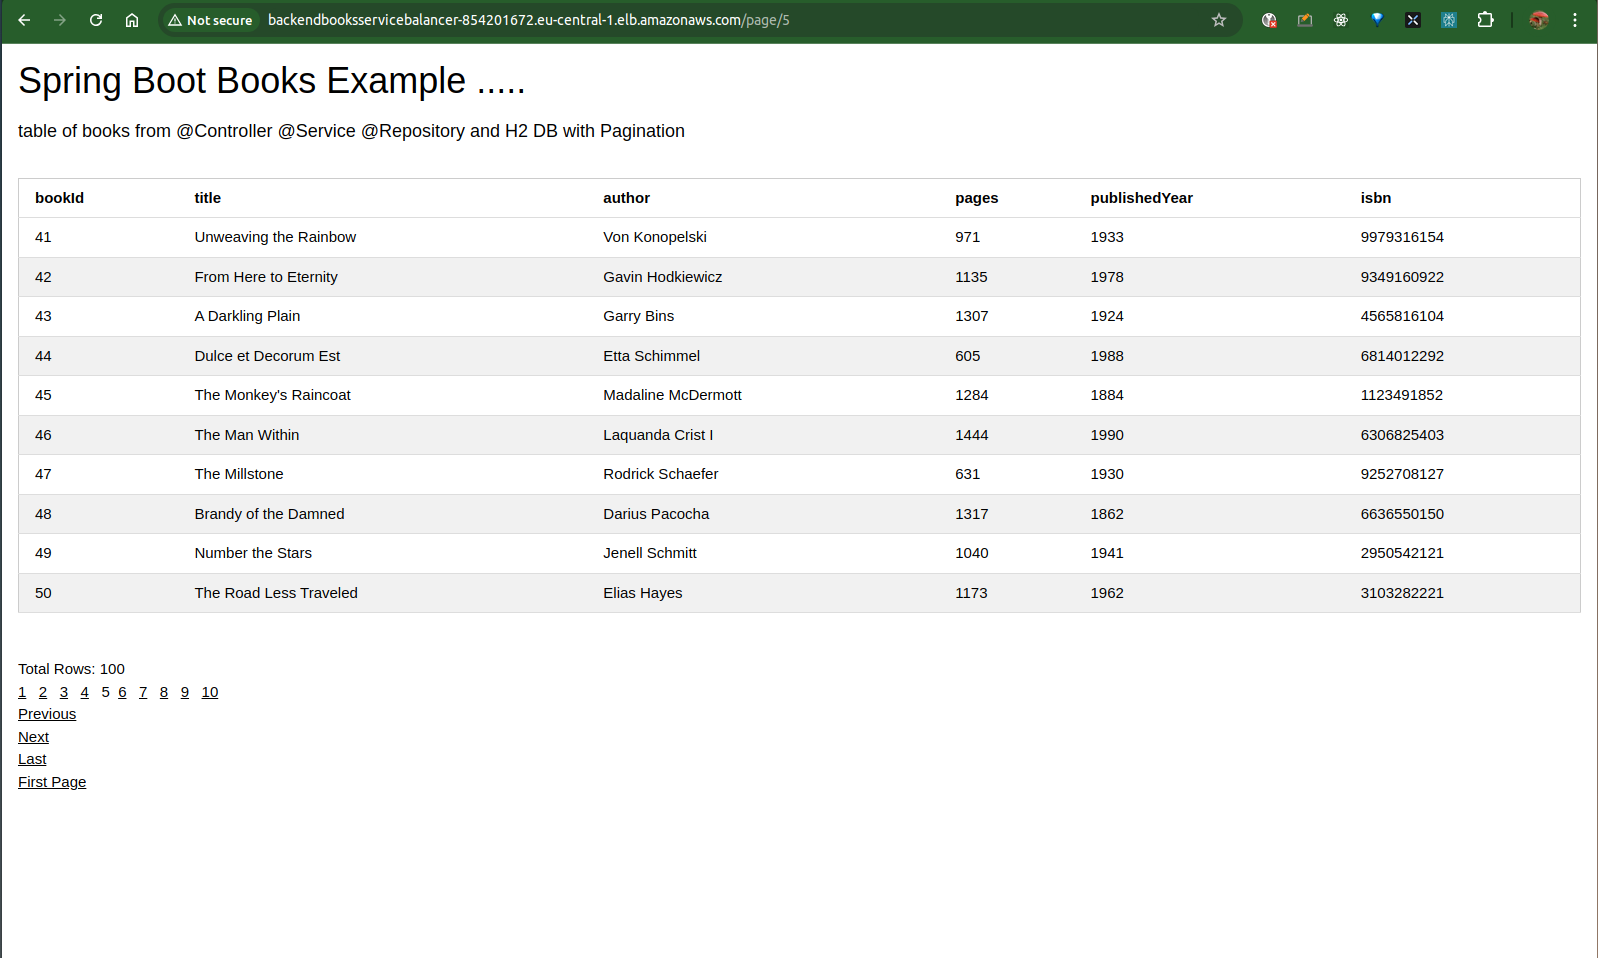 Not secure backendbooksservicebalancer-854201672.eu-central-1.elb.amazonaws.com/page/5
Spring Boot Books Example .....
table of books from @Controller @Service @Repository and H2 DB with Pagination
bookId title author pages publishedYear isbn
41 Unweaving the Rainbow Von Konopelski 971 1933 9979316154
42 From Here to Eternity Gavin Hodkiewicz 1135 1978 9349160922
43 A Darkling Plain Garry Bins 1307 1924 4565816104
44 Dulce et Decorum Est Etta Schimmel 605 1988 6814012292
45 The Monkey's Raincoat Madaline McDermott 1284 1884 1123491852
46 The Man Within Laquanda Crist I 1444 1990 6306825403
47 The Millstone Rodrick Schaefer 631 1930 9252708127
48 Brandy of the Damned Darius Pacocha 1317 1862 6636550150
49 Number the Stars Jenell Schmitt 1040 1941 2950542121
50 The Road Less Traveled Elias Hayes 1173 1962 3103282221
Total Rows: 100
1 2 3 4 5 6 7 8 9 10
Previous
Next
Last
First Page